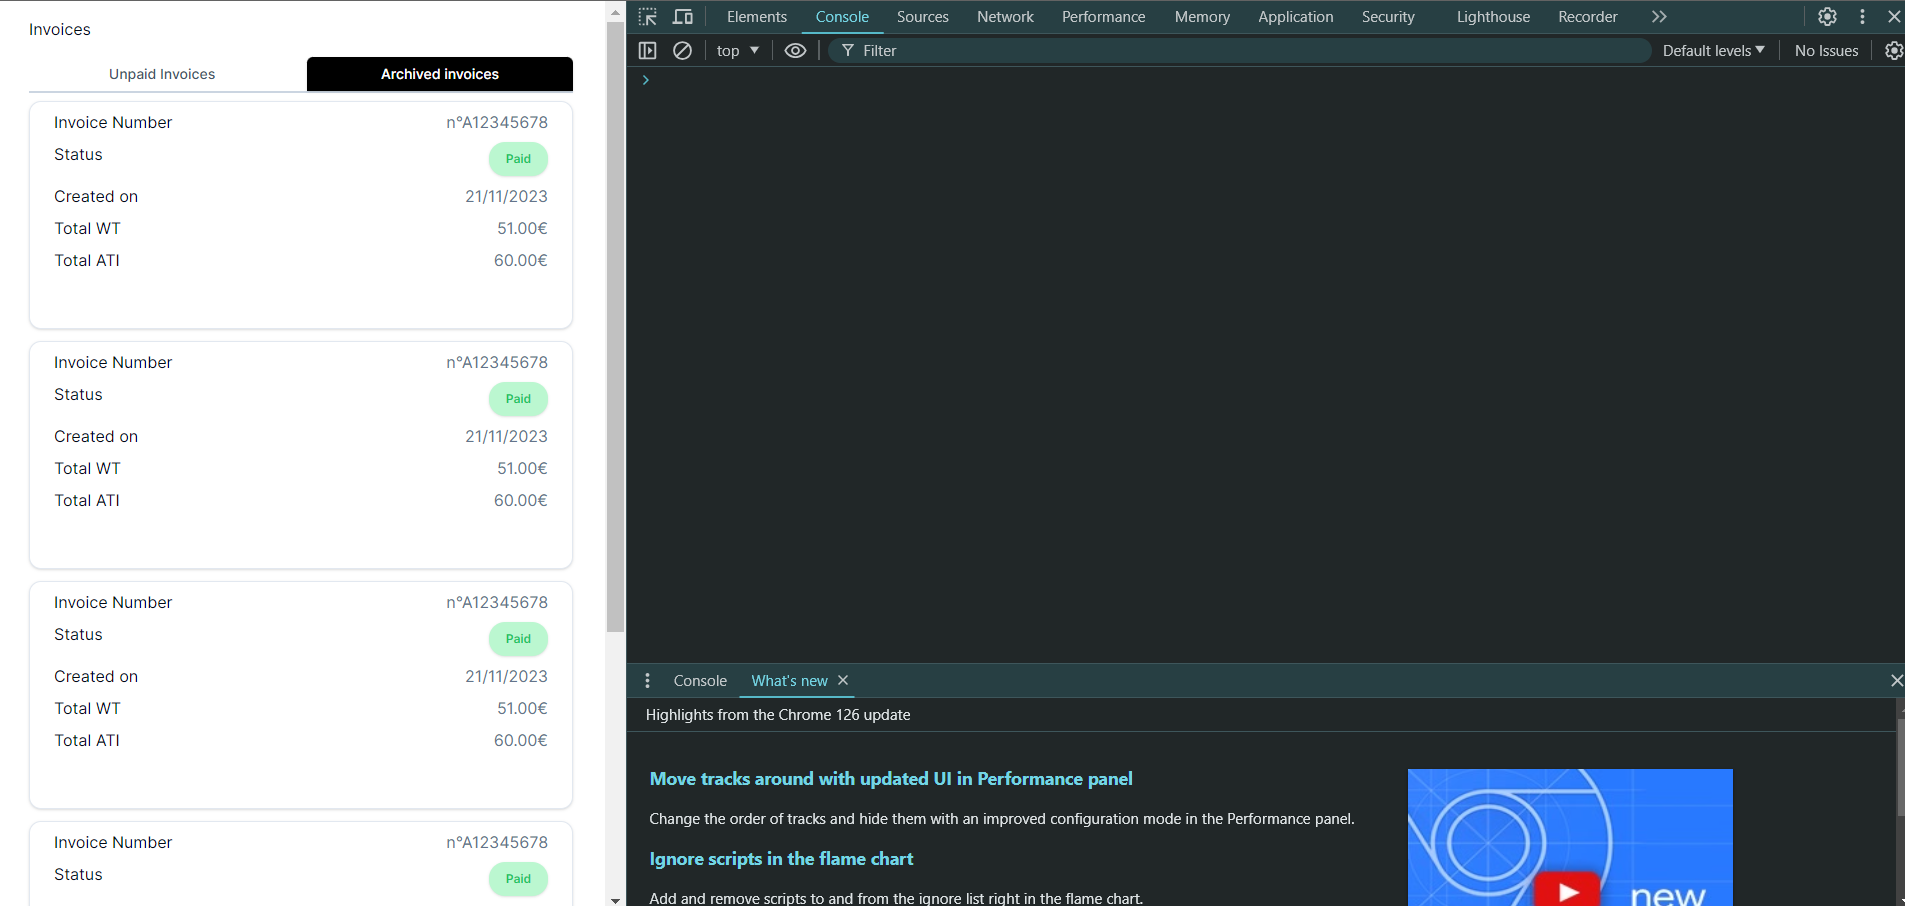 Invoices
Unpaid Invoices
Archived invoices
Invoice Number n°A12345678
Status Paid
Created on 21/11/2023
Total WT 51.00€
Total ATI 60.00€
Invoice Number n°A12345678
Status Paid
Created on 21/11/2023
Total WT 51.00€
Total ATI 60.00€
Invoice Number n°A12345678
Status Paid
Created on 21/11/2023
Total WT 51.00€
Total ATI 60.00€
Invoice Number n°A12345678
Status Paid
Elements Console Sources Network Performance Memory Application Security Lighthouse Recorder
top Filter Default levels No Issues
Console What's new
Highlights from the Chrome 126 update
Move tracks around with updated UI in Performance panel
Change the order of tracks and hide them with an improved configuration mode in the Performance panel.
Ignore scripts in the flame chart
Add and remove scripts to and from the ignore list right in the flame chart.
new